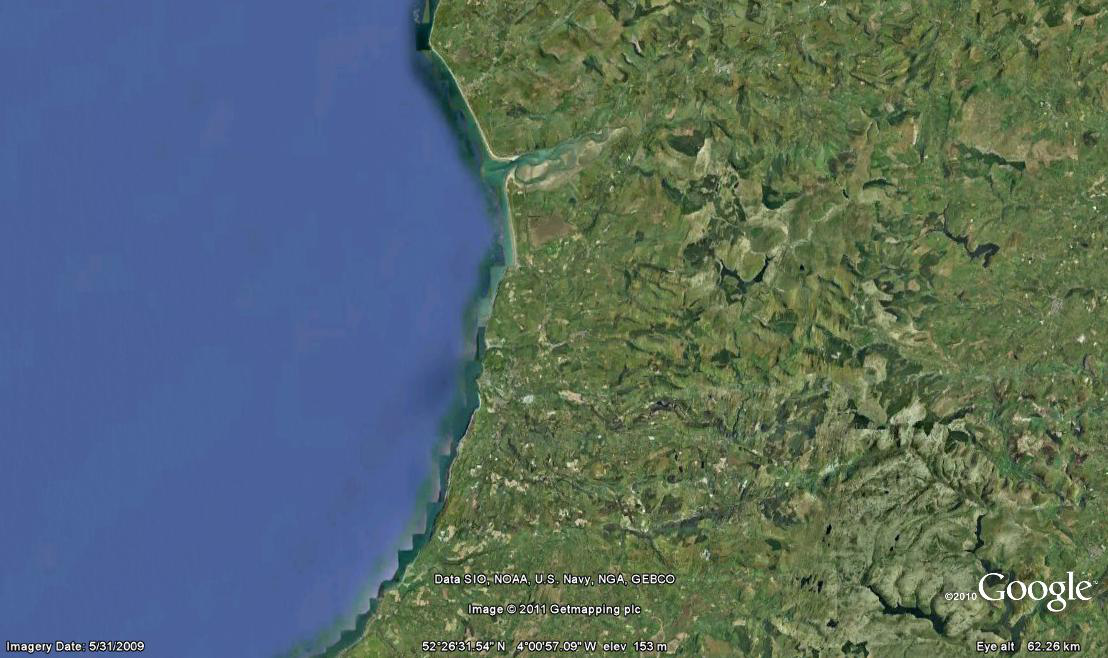 Data SIO, NOAA, U.S. Navy, NGA, GEBCO
©2010 Google™
Image © 2011 Getmapping plc
Imagery Date: 5/31/2009 52°26'31.54" N 4°00'57.09" W elev 153 m Eye alt 62.26 km